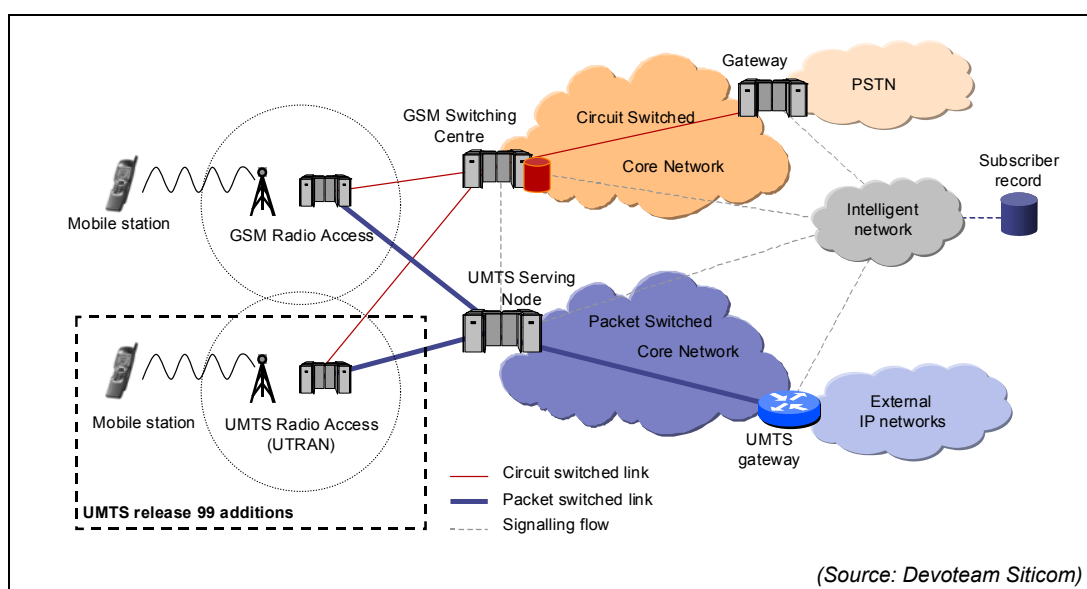 Gateway
PSTN
GSM Switching
Centre
Circuit Switched
Core Network
Subscriber
record
Mobile station
GSM Radio Access
Intelligent
network
UMTS Serving
Node
Packet Switched
Core Network
Mobile station
UMTS Radio Access
(UTRAN)
External
IP networks
UMTS
gateway
Circuit switched link
Packet switched link
Signalling flow
UMTS release 99 additions
(Source: Devoteam Siticom)